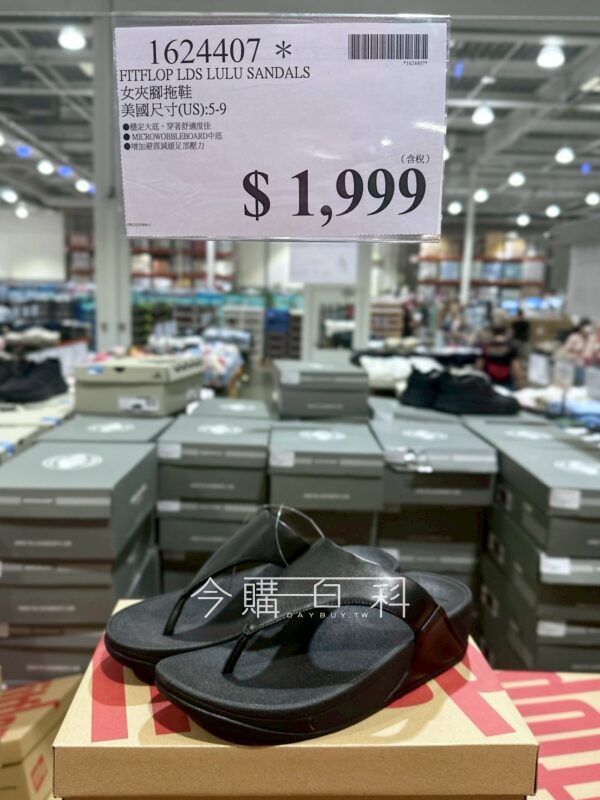 1624407 *
*1624407*
FITFLOP LDS LULU SANDALS
女夾腳拖鞋
美國尺寸(US):5-9
●穩定大底，穿著舒適度佳
● MICROWOBBLEBOARD中底
●增加避震減緩足部壓力
（含稅）
$ 1,999
今購百科
DAYBUY.TW